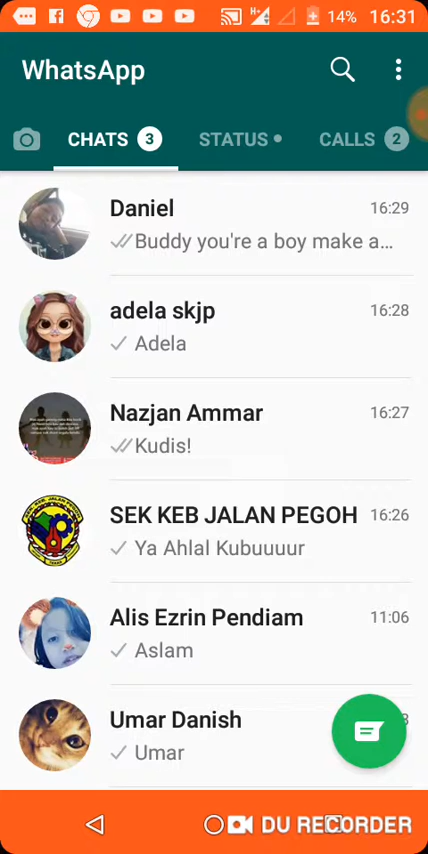 14% 16:31
WhatsApp
CHATS 3 STATUS CALLS 2
Daniel 16:29
Buddy you're a boy make a...
adela skjp 16:28
Adela
Nazjan Ammar 16:27
Kudis!
SEK KEB JALAN PEGOH 16:26
Ya Ahlal Kubuuuur
Alis Ezrin Pendiam 11:06
Aslam
Umar Danish
Umar
DU RECORDER